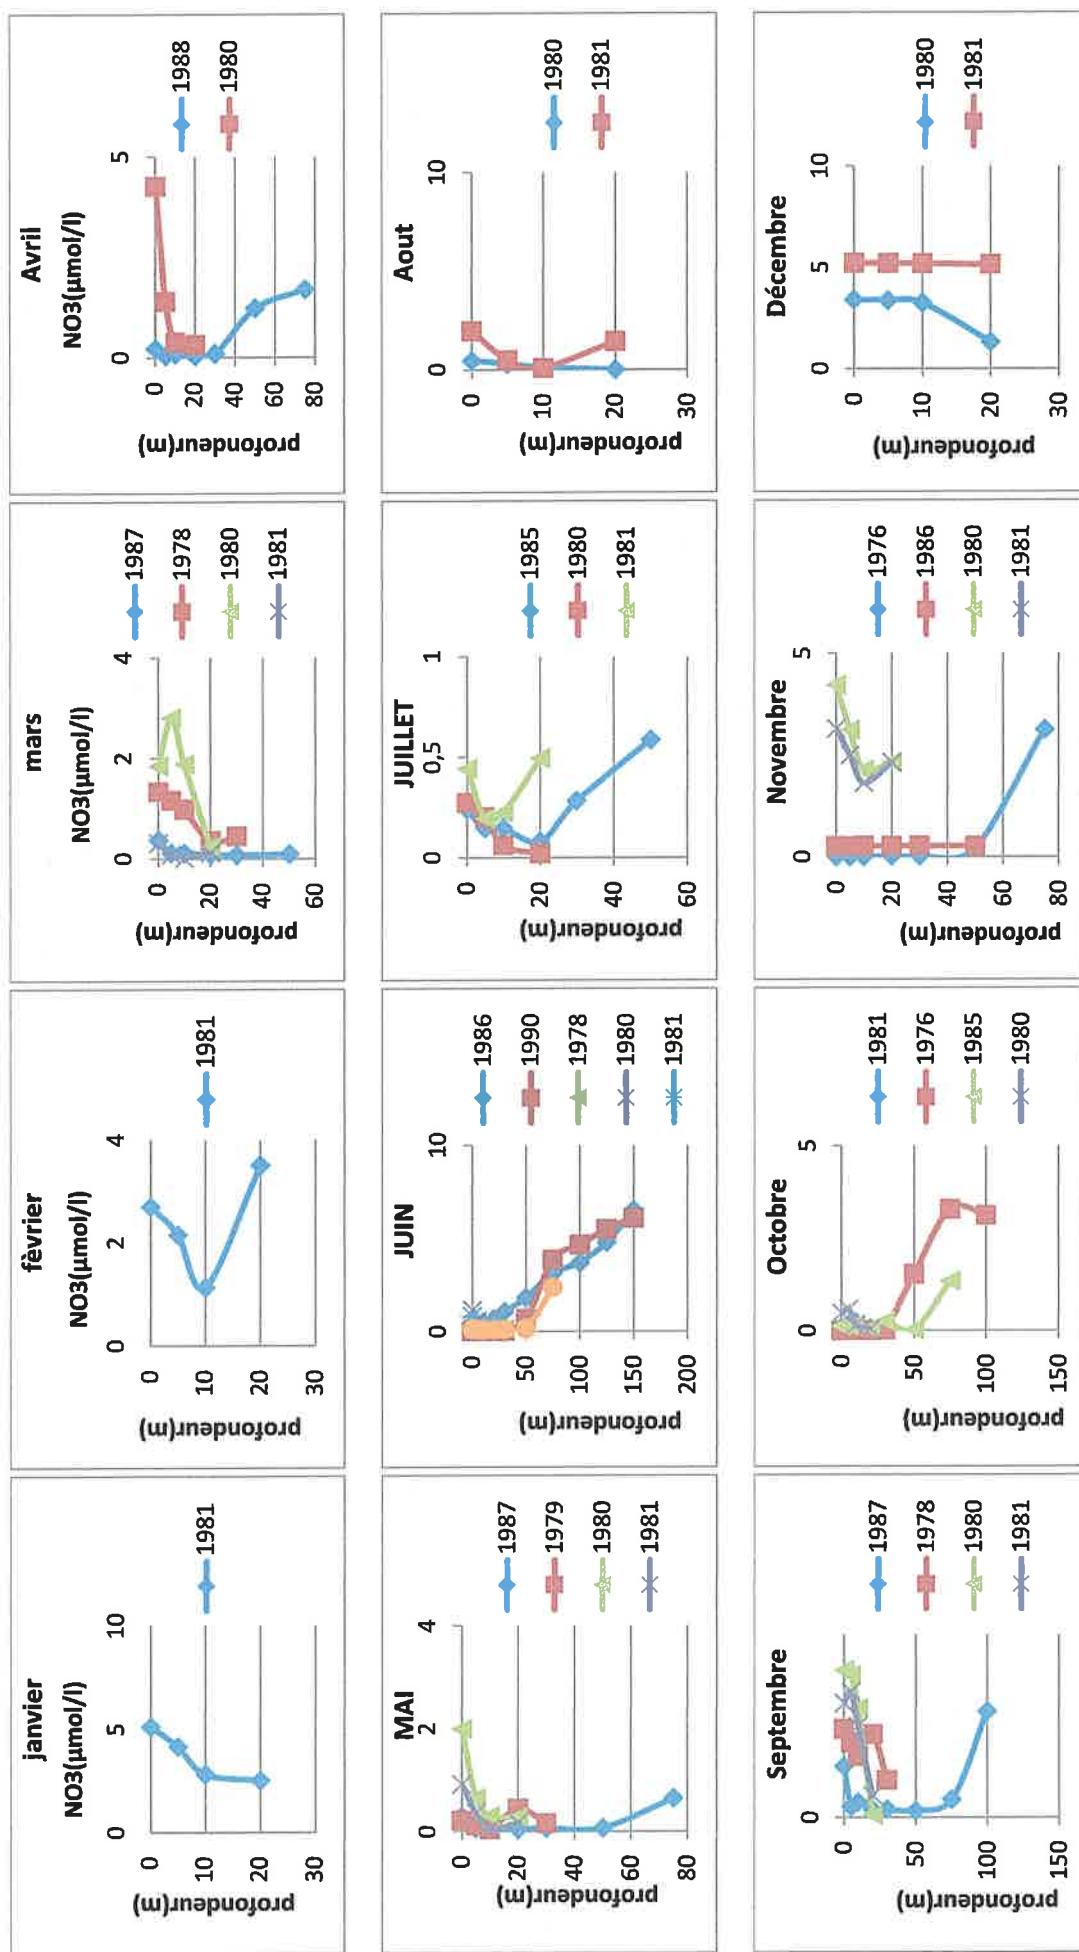 janvier
NO3(µmol/l)
0 5 10
profondeur(m)
0
10
20
30
1981
fèvrier
NO3(µmol/l)
0 2 4
profondeur(m)
0
10
20
30
1981
mars
NO3(µmol/l)
0 2 4
profondeur(m)
0
20
40
60
1987
1978
1980
1981
Avril
NO3(µmol/l)
0 5
profondeur(m)
0
20
40
60
80
1988
1980
MAI
0 2 4
profondeur(m)
0
20
40
60
80
1987
1979
1980
1981
JUIN
0 10
profondeur(m)
0
50
100
150
200
1986
1990
1978
1980
1981
JUILLET
0 0,5 1
profondeur(m)
0
20
40
60
1985
1980
1981
Aout
0 10
profondeur(m)
0
10
20
30
1980
1981
Septembre
0
profondeur(m)
0
50
100
150
1987
1978
1980
1981
Octobre
0 5
profondeur(m)
0
50
100
150
1981
1976
1985
1980
Novembre
0 5
profondeur(m)
0
20
40
60
80
1976
1986
1980
1981
Décembre
0 5 10
profondeur(m)
0
10
20
30
1980
1981